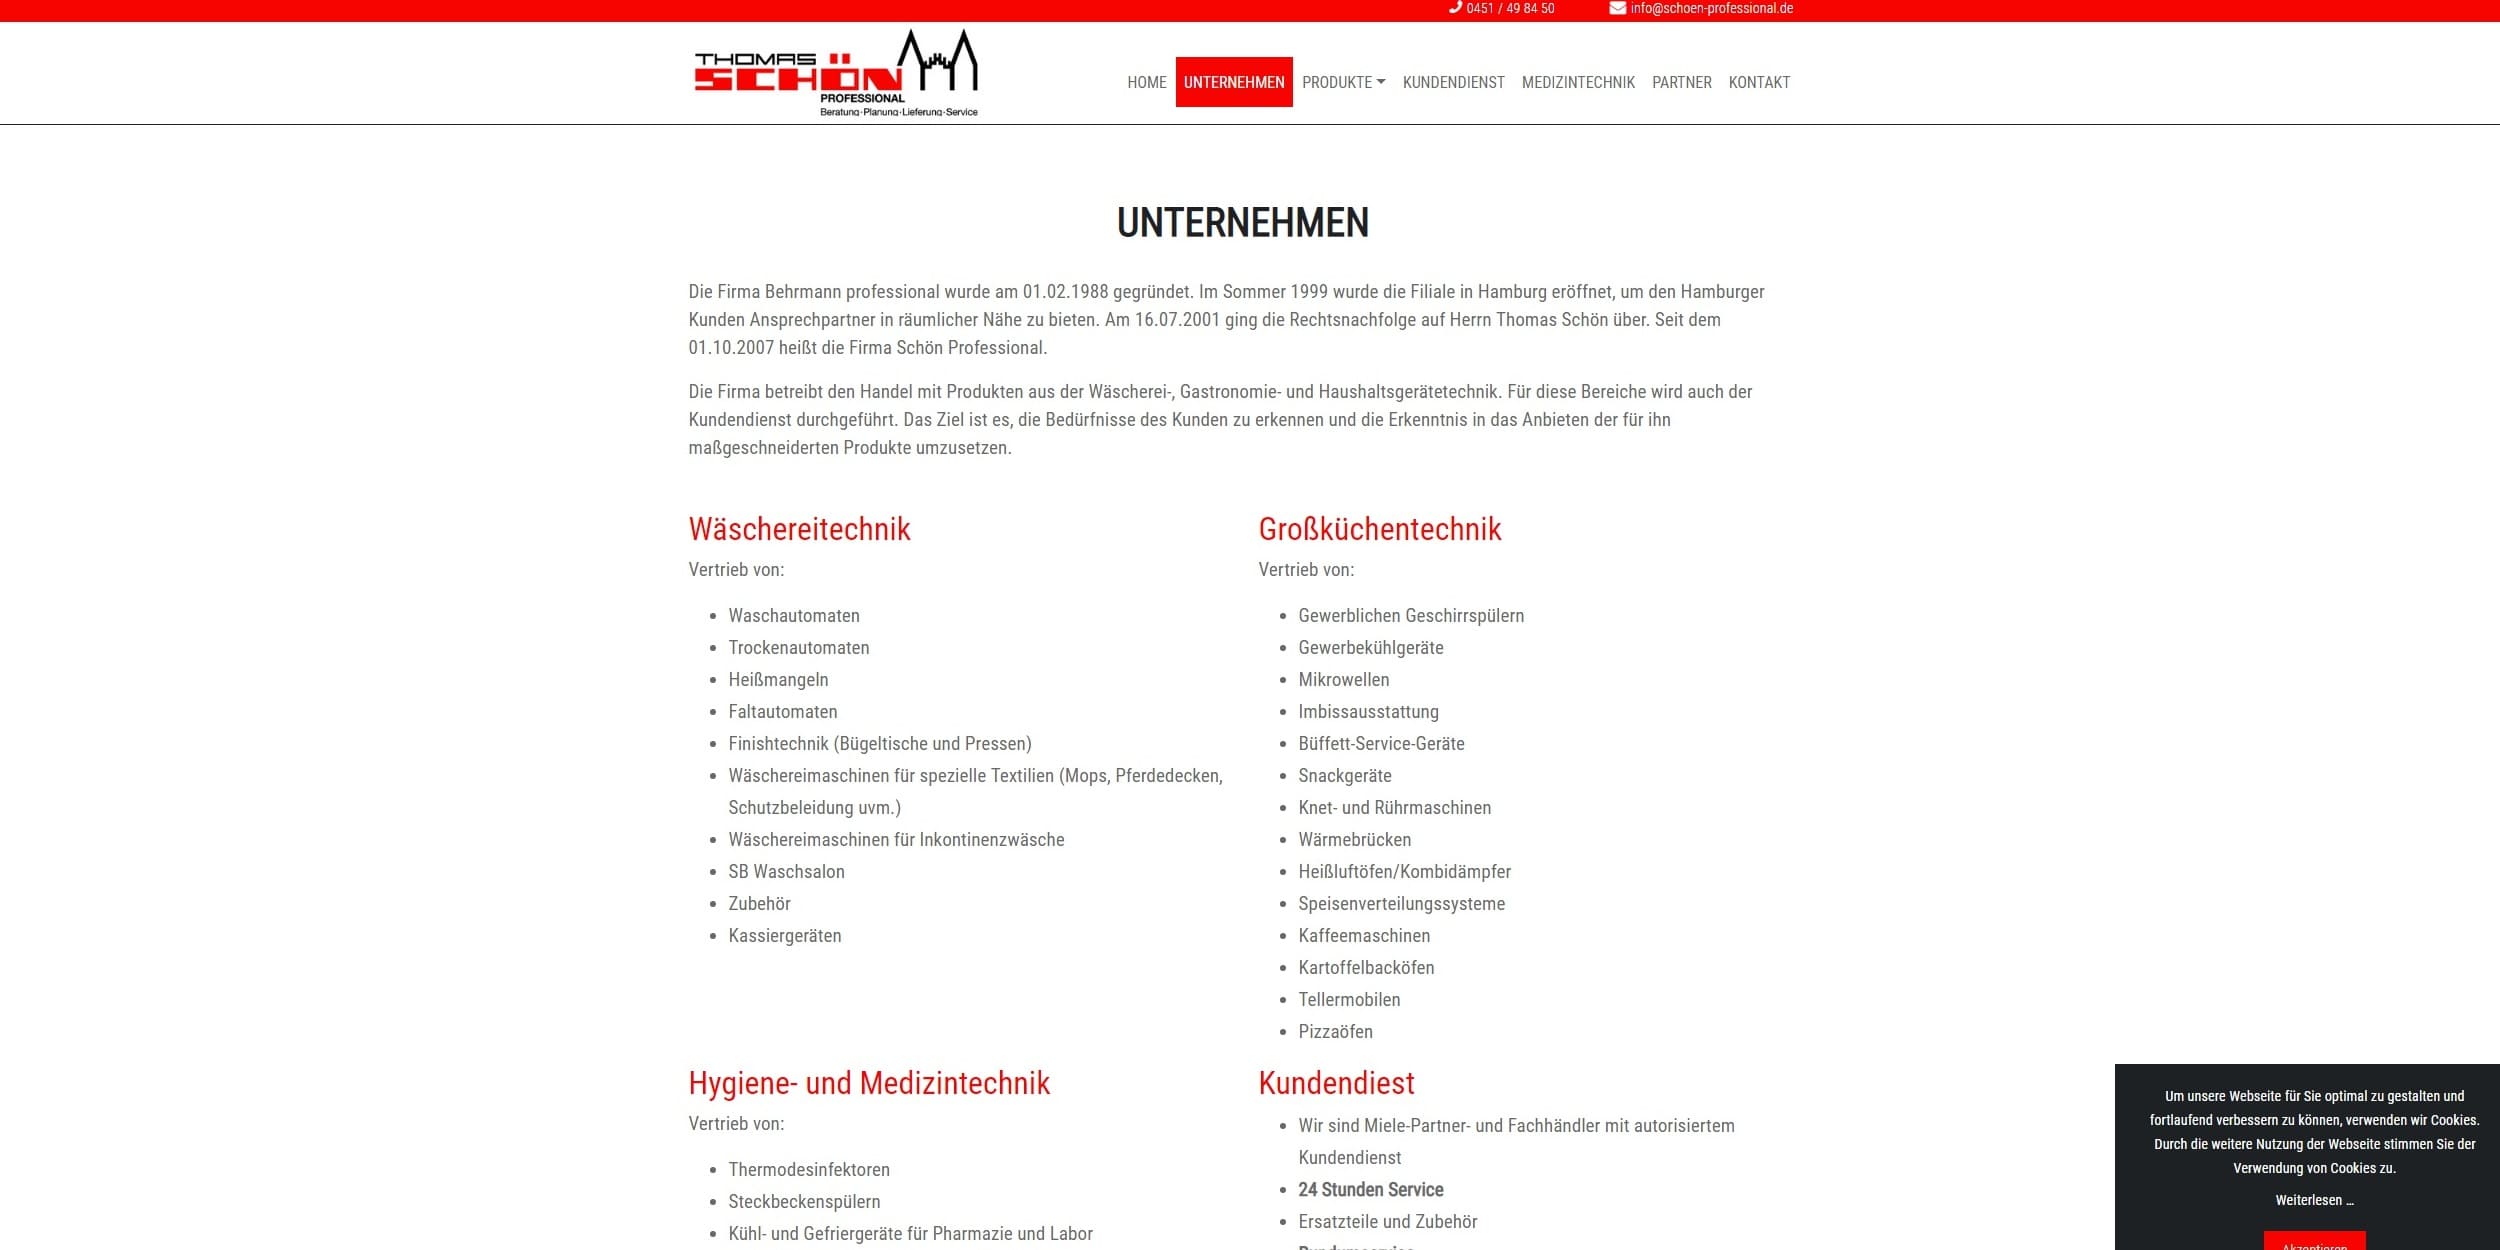 0451 / 49 84 50 info@schoen-professional.de
THOMAS
SCHÖN
PROFESSIONAL
Beratung·Planung·Lieferung·Service
HOME UNTERNEHMEN PRODUKTE KUNDENDIENST MEDIZINTECHNIK PARTNER KONTAKT
UNTERNEHMEN
Die Firma Behrmann professional wurde am 01.02.1988 gegründet. Im Sommer 1999 wurde die Filiale in Hamburg eröffnet, um den Hamburger
Kunden Ansprechpartner in räumlicher Nähe zu bieten. Am 16.07.2001 ging die Rechtsnachfolge auf Herrn Thomas Schön über. Seit dem
01.10.2007 heißt die Firma Schön Professional.
Die Firma betreibt den Handel mit Produkten aus der Wäscherei-, Gastronomie- und Haushaltsgerätetechnik. Für diese Bereiche wird auch der
Kundendienst durchgeführt. Das Ziel ist es, die Bedürfnisse des Kunden zu erkennen und die Erkenntnis in das Anbieten der für ihn
maßgeschneiderten Produkte umzusetzen.
Wäschereitechnik
Vertrieb von:
Waschautomaten
Trockenautomaten
Heißmangeln
Faltautomaten
Finishtechnik (Bügeltische und Pressen)
Wäschereimaschinen für spezielle Textilien (Mops, Pferdedecken,
Schutzbeleidung uvm.)
Wäschereimaschinen für Inkontinenzwäsche
SB Waschsalon
Zubehör
Kassiergeräten
Großküchentechnik
Vertrieb von:
Gewerblichen Geschirrspülern
Gewerbekühlgeräte
Mikrowellen
Imbissausstattung
Büffett-Service-Geräte
Snackgeräte
Knet- und Rührmaschinen
Wärmebrücken
Heißluftöfen/Kombidämpfer
Speisenverteilungssysteme
Kaffeemaschinen
Kartoffelbacköfen
Tellermobilen
Pizzaöfen
Hygiene- und Medizintechnik
Vertrieb von:
Thermodesinfektoren
Steckbeckenspülern
Kühl- und Gefriergeräte für Pharmazie und Labor
Kundendiest
Wir sind Miele-Partner- und Fachhändler mit autorisiertem
Kundendienst
24 Stunden Service
Ersatzteile und Zubehör
Um unsere Webseite für Sie optimal zu gestalten und
fortlaufend verbessern zu können, verwenden wir Cookies.
Durch die weitere Nutzung der Webseite stimmen Sie der
Verwendung von Cookies zu.
Weiterlesen …
Akzeptieren